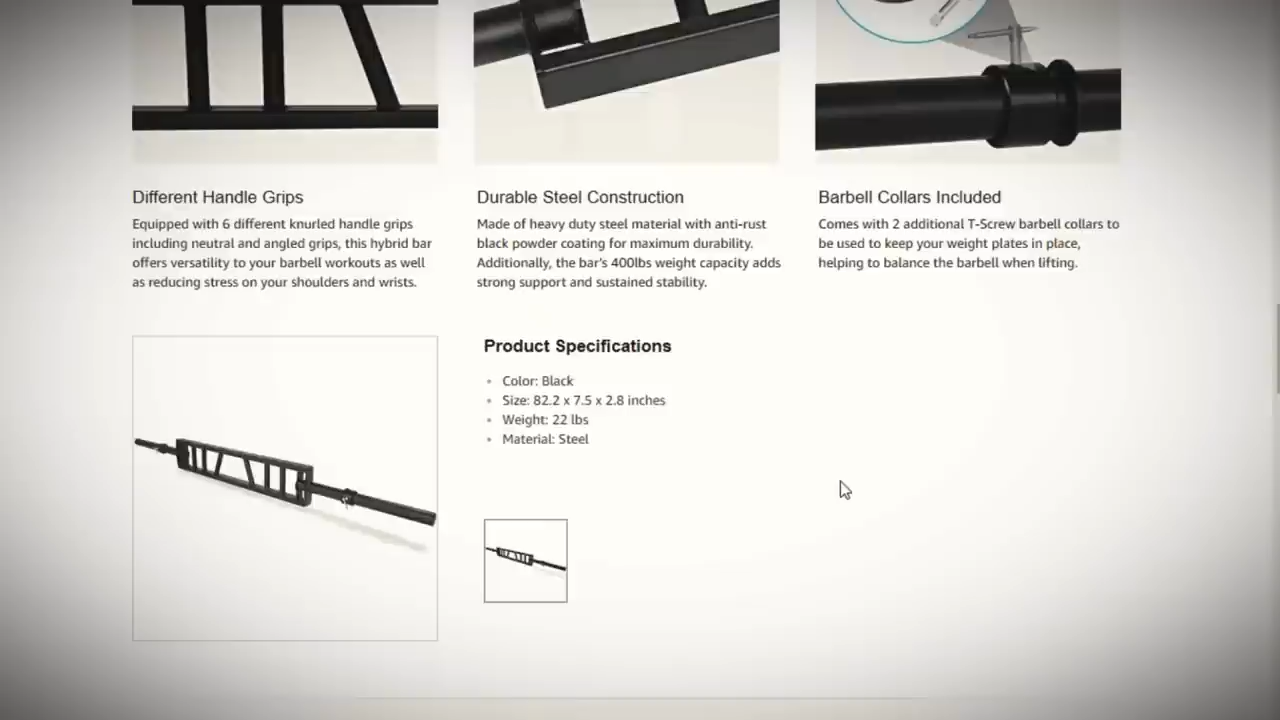 Different Handle Grips
Equipped with 6 different knurled handle grips
including neutral and angled grips, this hybrid bar
offers versatility to your barbell workouts as well
as reducing stress on your shoulders and wrists.
Durable Steel Construction
Made of heavy duty steel material with anti-rust
black powder coating for maximum durability.
Additionally, the bar's 400lbs weight capacity adds
strong support and sustained stability.
Barbell Collars Included
Comes with 2 additional T-Screw barbell collars to
be used to keep your weight plates in place,
helping to balance the barbell when lifting.
Product Specifications
Color: Black
Size: 82.2 x 7.5 x 2.8 inches
Weight: 22 lbs
Material: Steel